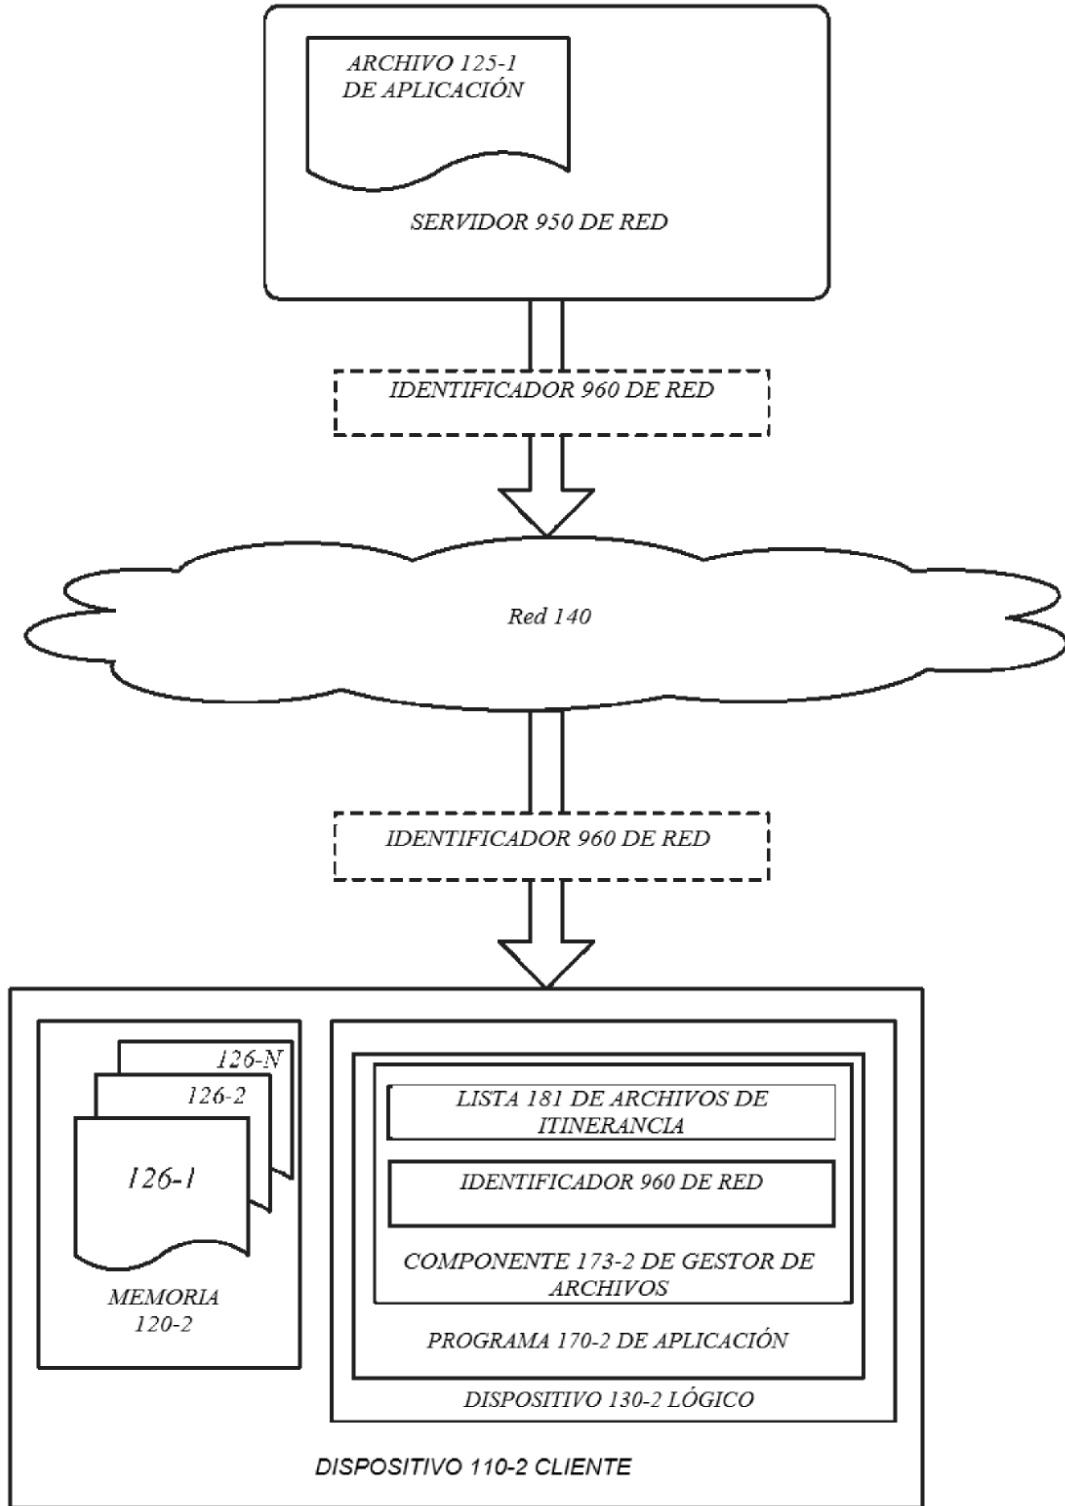 ARCHIVO 125-1
DE APLICACIÓN
SERVIDOR 950 DE RED
IDENTIFICADOR 960 DE RED
Red 140
IDENTIFICADOR 960 DE RED
126-N
126-2
126-1
MEMORIA
120-2
LISTA 181 DE ARCHIVOS DE
ITINERANCIA
IDENTIFICADOR 960 DE RED
COMPONENTE 173-2 DE GESTOR DE
ARCHIVOS
PROGRAMA 170-2 DE APLICACIÓN
DISPOSITIVO 130-2 LÓGICO
DISPOSITIVO 110-2 CLIENTE